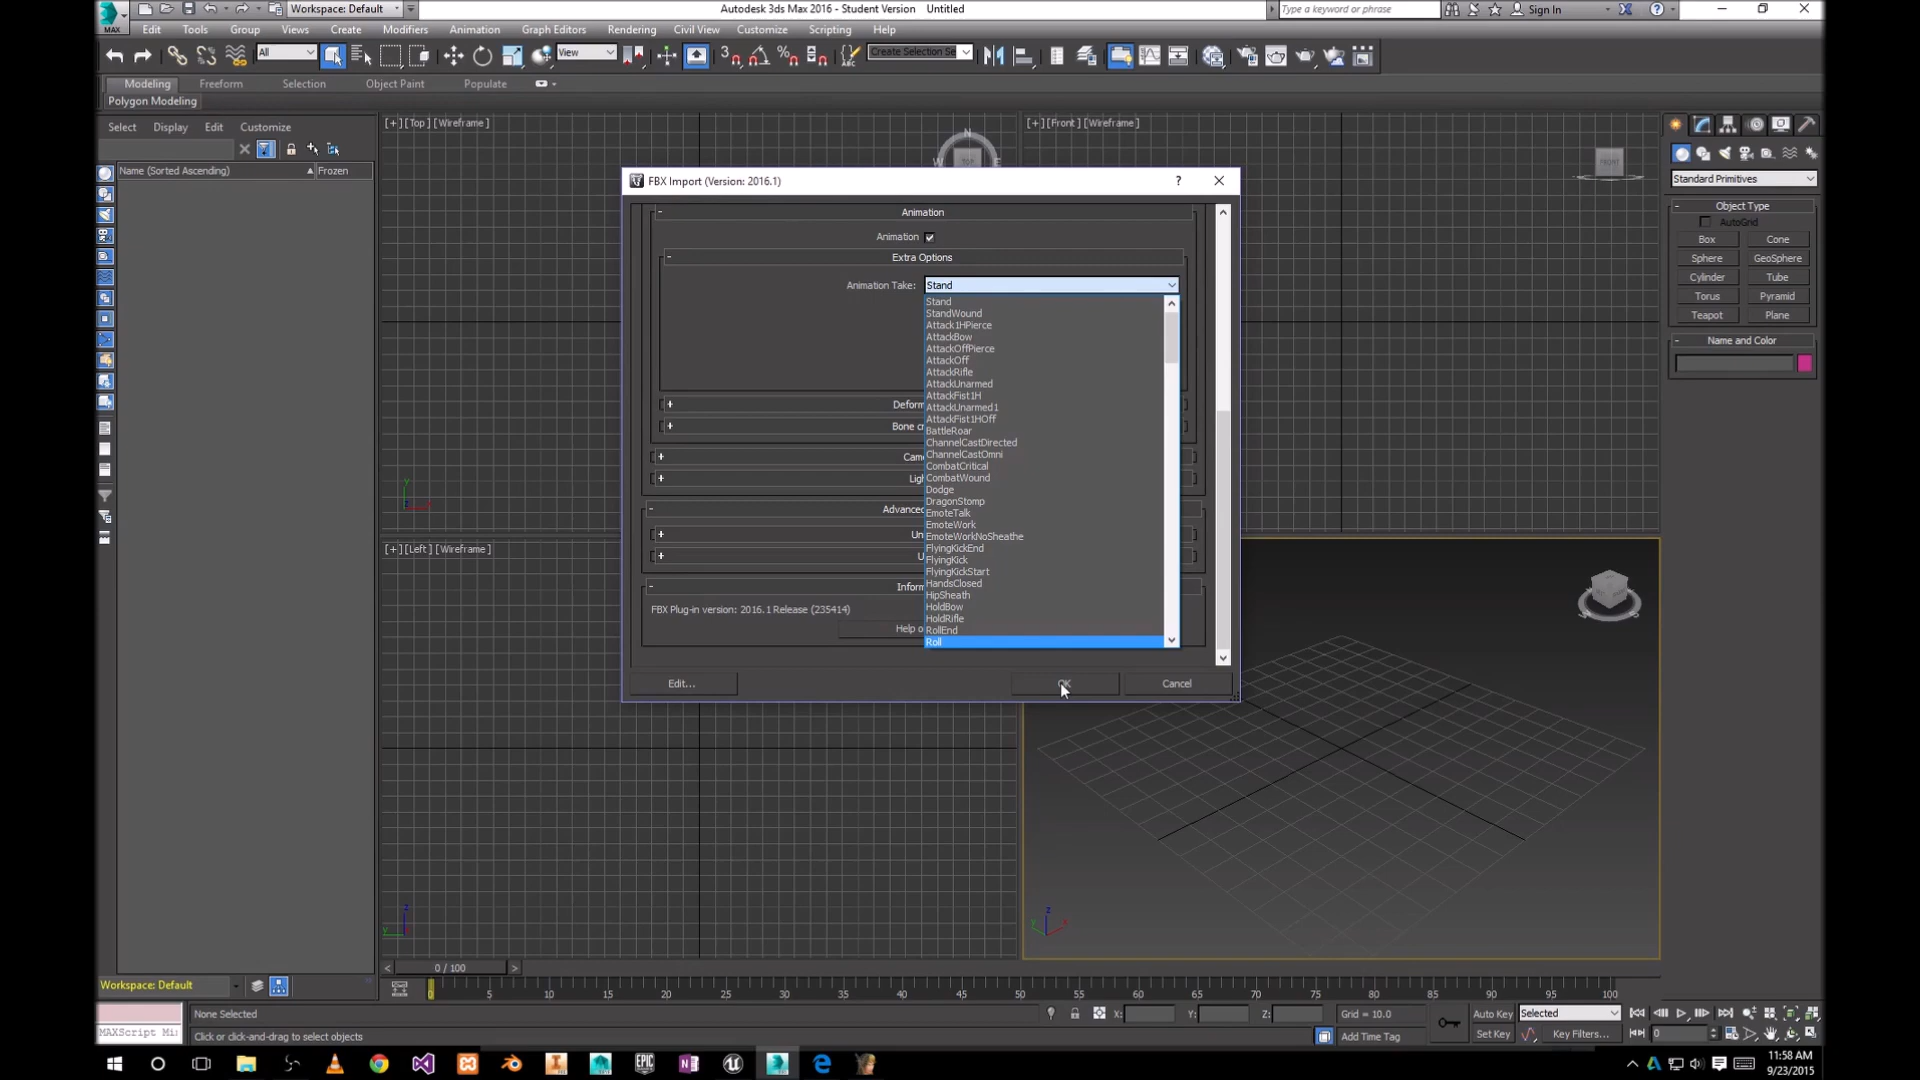 Workspace: Default
Autodesk 3ds Max 2016 - Student Version Untitled
Type a keyword or phrase
Sign In
MAX
Edit Tools Group Views Create Modifiers Animation Graph Editors Rendering Civil View Customize Scripting Help
All
View
Create Selection Se
Modeling Freeform Selection Object Paint Populate
Polygon Modeling
Select Display Edit Customize
Name (Sorted Ascending) Frozen
[+] [Top] [Wireframe]
[+] [Front] [Wireframe]
[+] [Left] [Wireframe]
N
W TOP E
FRONT
FBX Import (Version: 2016.1)
? 
- Animation
Animation
- Extra Options
Animation Take: Stand
Stand
StandWound
Attack1HPierce
AttackBow
AttackOffPierce
AttackOff
AttackRifle
AttackUnarmed
AttackFist1H
AttackUnarmed1
AttackFist1HOff
BattleRoar
ChannelCastDirected
ChannelCastOmni
CombatCritical
CombatWound
Dodge
DragonStomp
EmoteTalk
EmoteWork
EmoteWorkNoSheathe
FlyingKickEnd
FlyingKick
FlyingKickStart
HandsClosed
HipSheath
HoldBow
HoldRifle
RollEnd
Roll
+ Deform
+ Bone c
+ Came
+ Ligh
- Advanced
+ Un
+ U
- Inform
FBX Plug-in version: 2016.1 Release (235414)
Help o
Edit...
OK
Cancel
Standard Primitives
- Object Type
AutoGrid
Box Cone
Sphere GeoSphere
Cylinder Tube
Torus Pyramid
Teapot Plane
- Name and Color
y
z
y
z
x
< 0 / 100 >
Workspace: Default
0 5 10 15 20 25 30 35 40 45 50 55 60 65 70 75 80 85 90 95 100
None Selected
X: Y: Z: Grid = 10.0
Auto Key Selected
MAXScript Mi
Click or click-and-drag to select objects
Add Time Tag
Set Key Key Filters...
0
EPIC
11:58 AM
9/23/2015